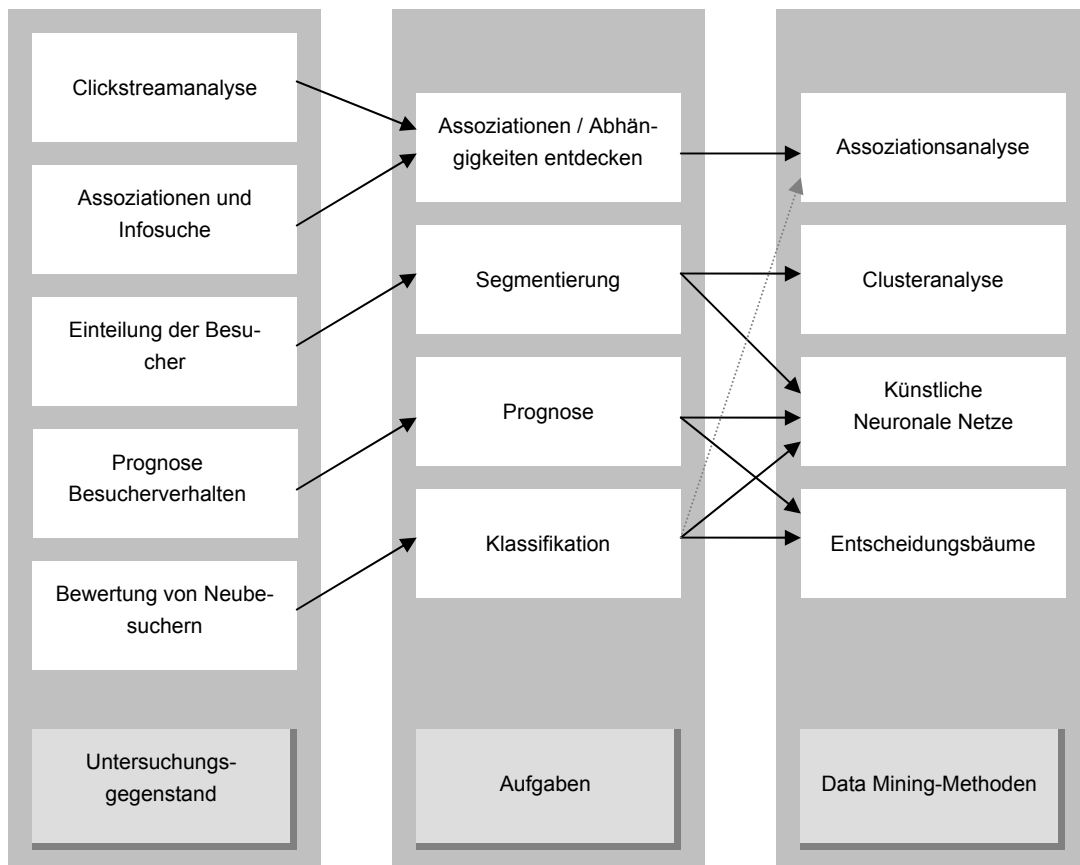 Clickstreamanalyse
Assoziationen und
Infosuche
Einteilung der Besu-
cher
Prognose
Besucherverhalten
Bewertung von Neube-
suchern
Untersuchungs-
gegenstand
Assoziationen / Abhän-
gigkeiten entdecken
Segmentierung
Prognose
Klassifikation
Aufgaben
Assoziationsanalyse
Clusteranalyse
Künstliche
Neuronale Netze
Entscheidungsbäume
Data Mining-Methoden